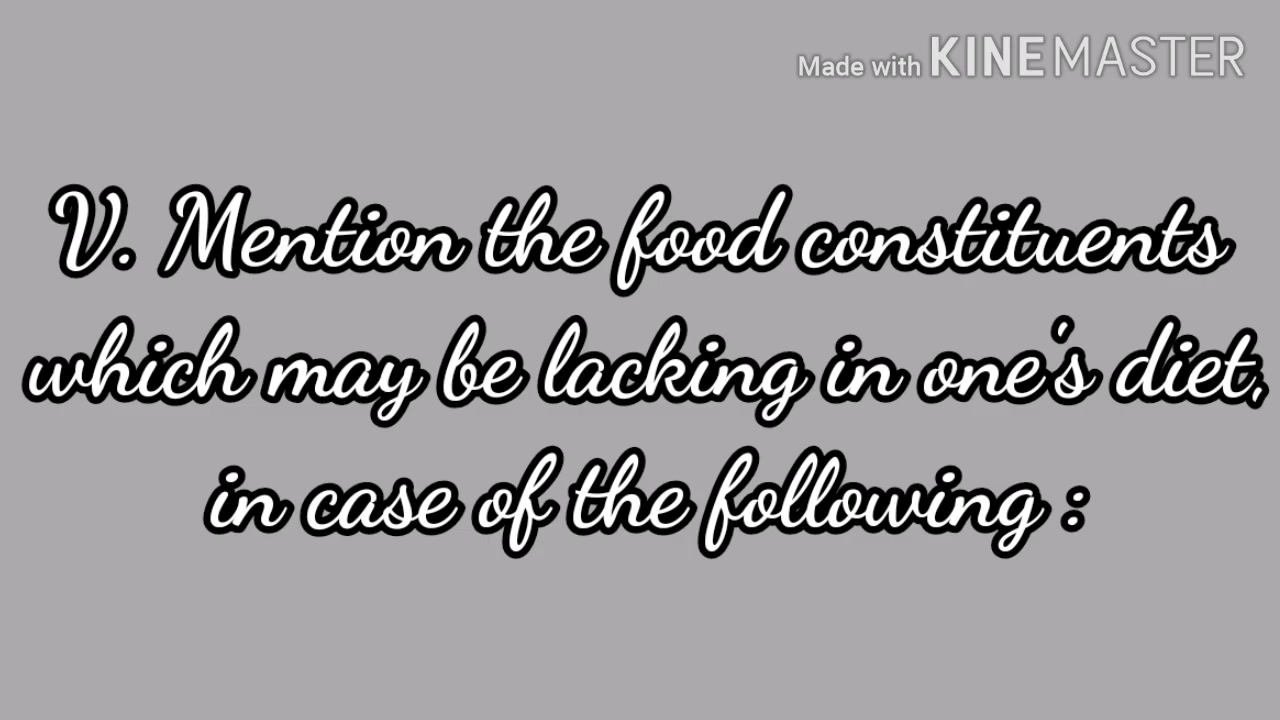 Made with KINEMASTER
V. Mention the food constituents
which may be lacking in one's diet,
in case of the following :